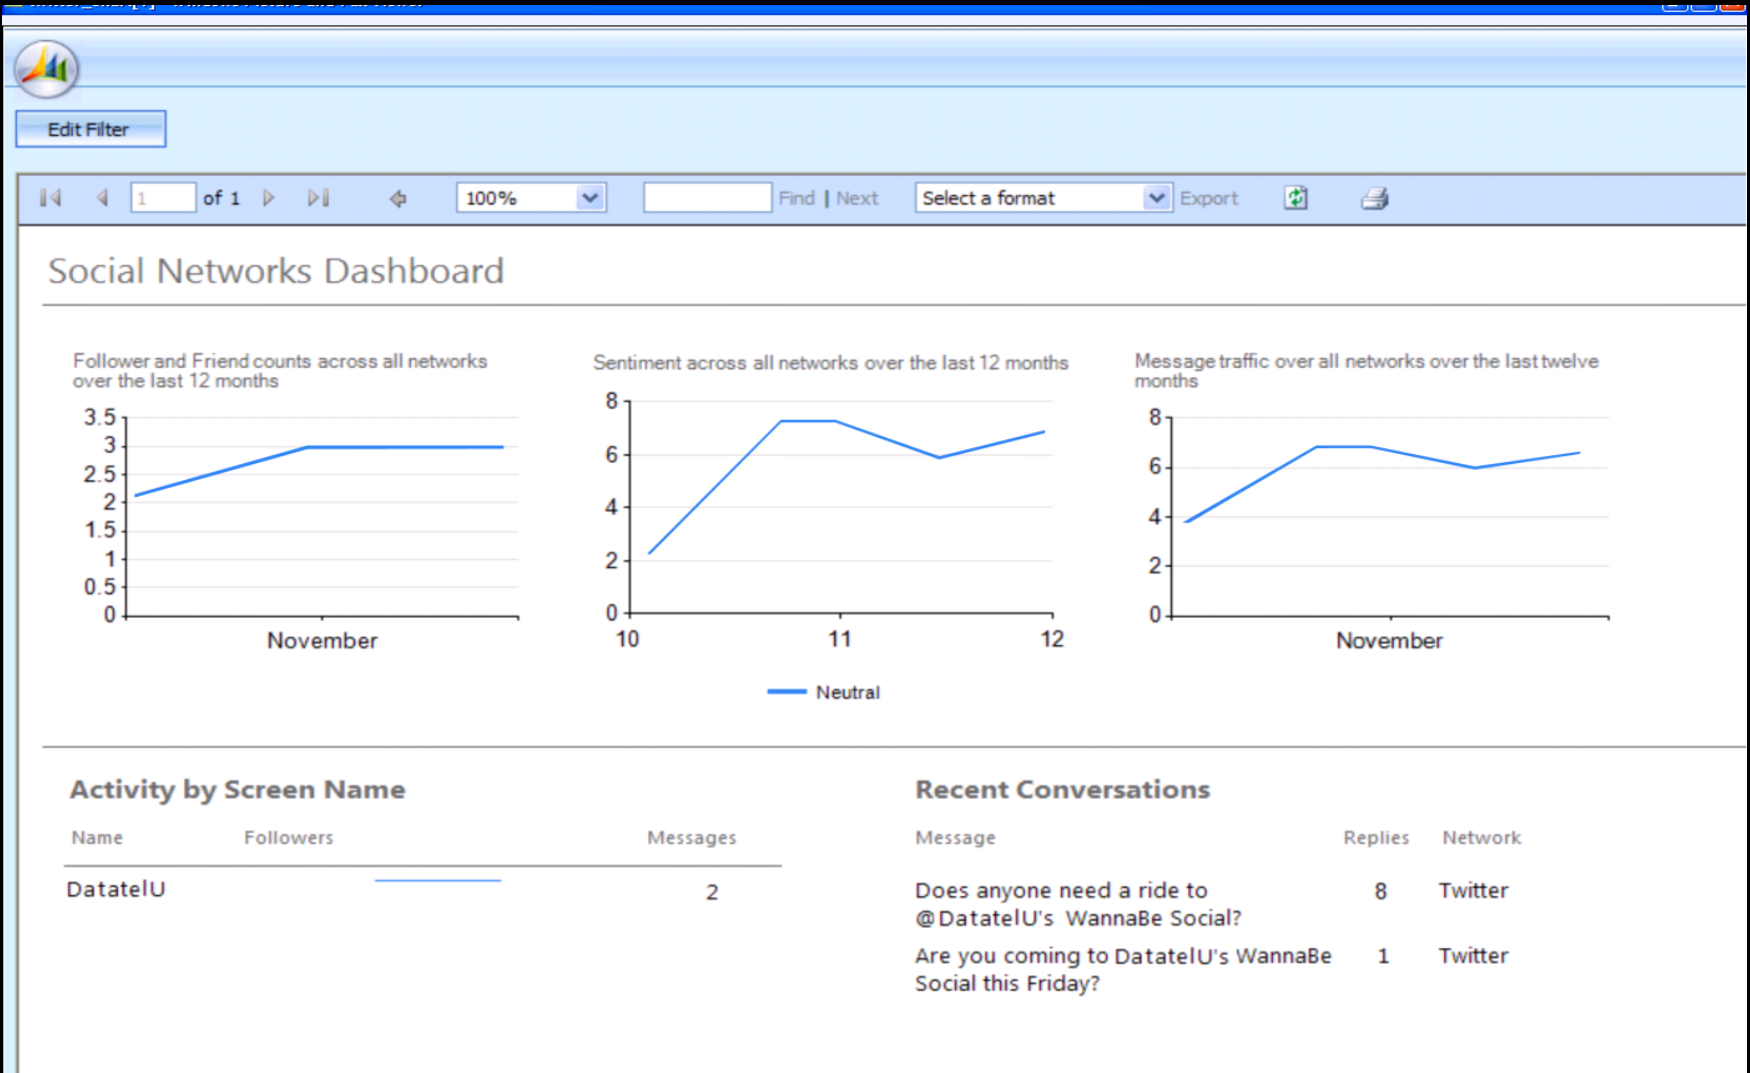 Edit Filter
1 of 1 100% Find | Next Select a format Export
Social Networks Dashboard
Follower and Friend counts across all networks
over the last 12 months
3.5
3
2.5
2
1.5
1
0.5
0
November
Sentiment across all networks over the last 12 months
8
6
4
2
0
10 11 12
Neutral
Message traffic over all networks over the last twelve
months
8
6
4
2
0
November
Activity by Screen Name
Name Followers Messages
DatatelU 2
Recent Conversations
Message Replies Network
Does anyone need a ride to 8 Twitter
@DatatelU's WannaBe Social?
Are you coming to DatatelU's WannaBe 1 Twitter
Social this Friday?